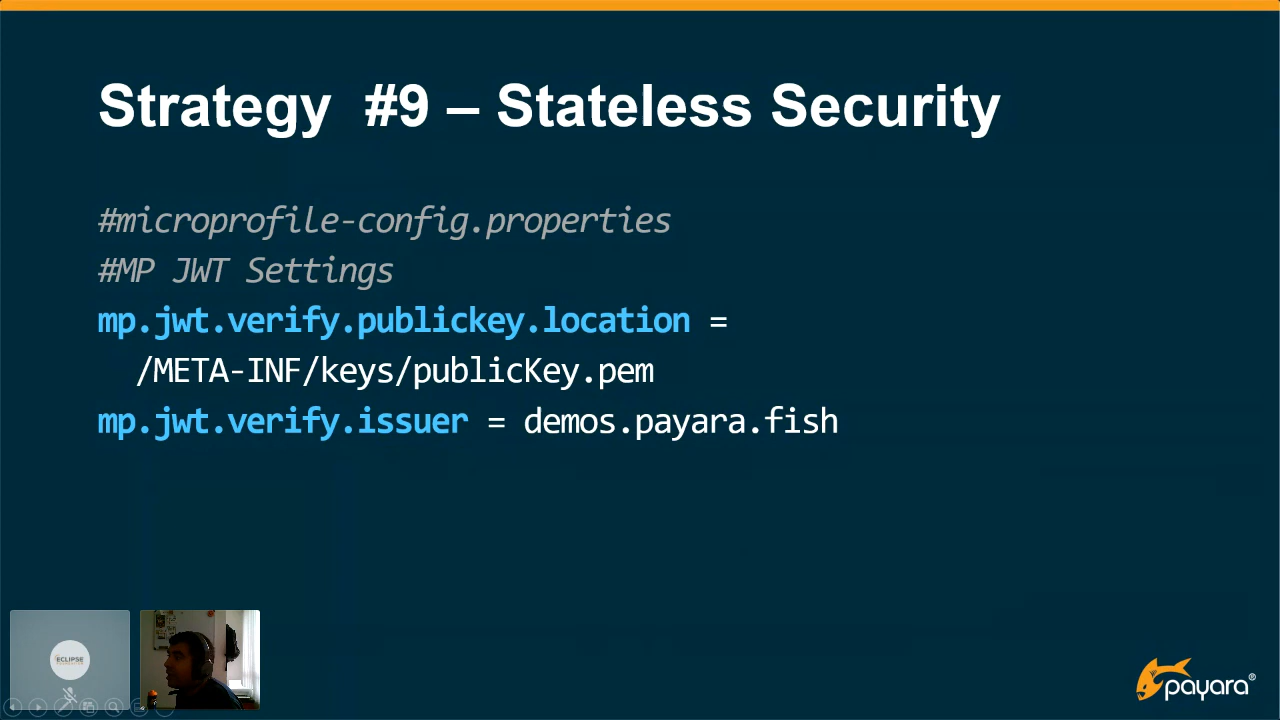 Strategy #9 – Stateless Security
#microprofile-config.properties
#MP JWT Settings
mp.jwt.verify.publickey.location =
/META-INF/keys/publicKey.pem
mp.jwt.verify.issuer = demos.payara.fish
ECLIPSE
payara®